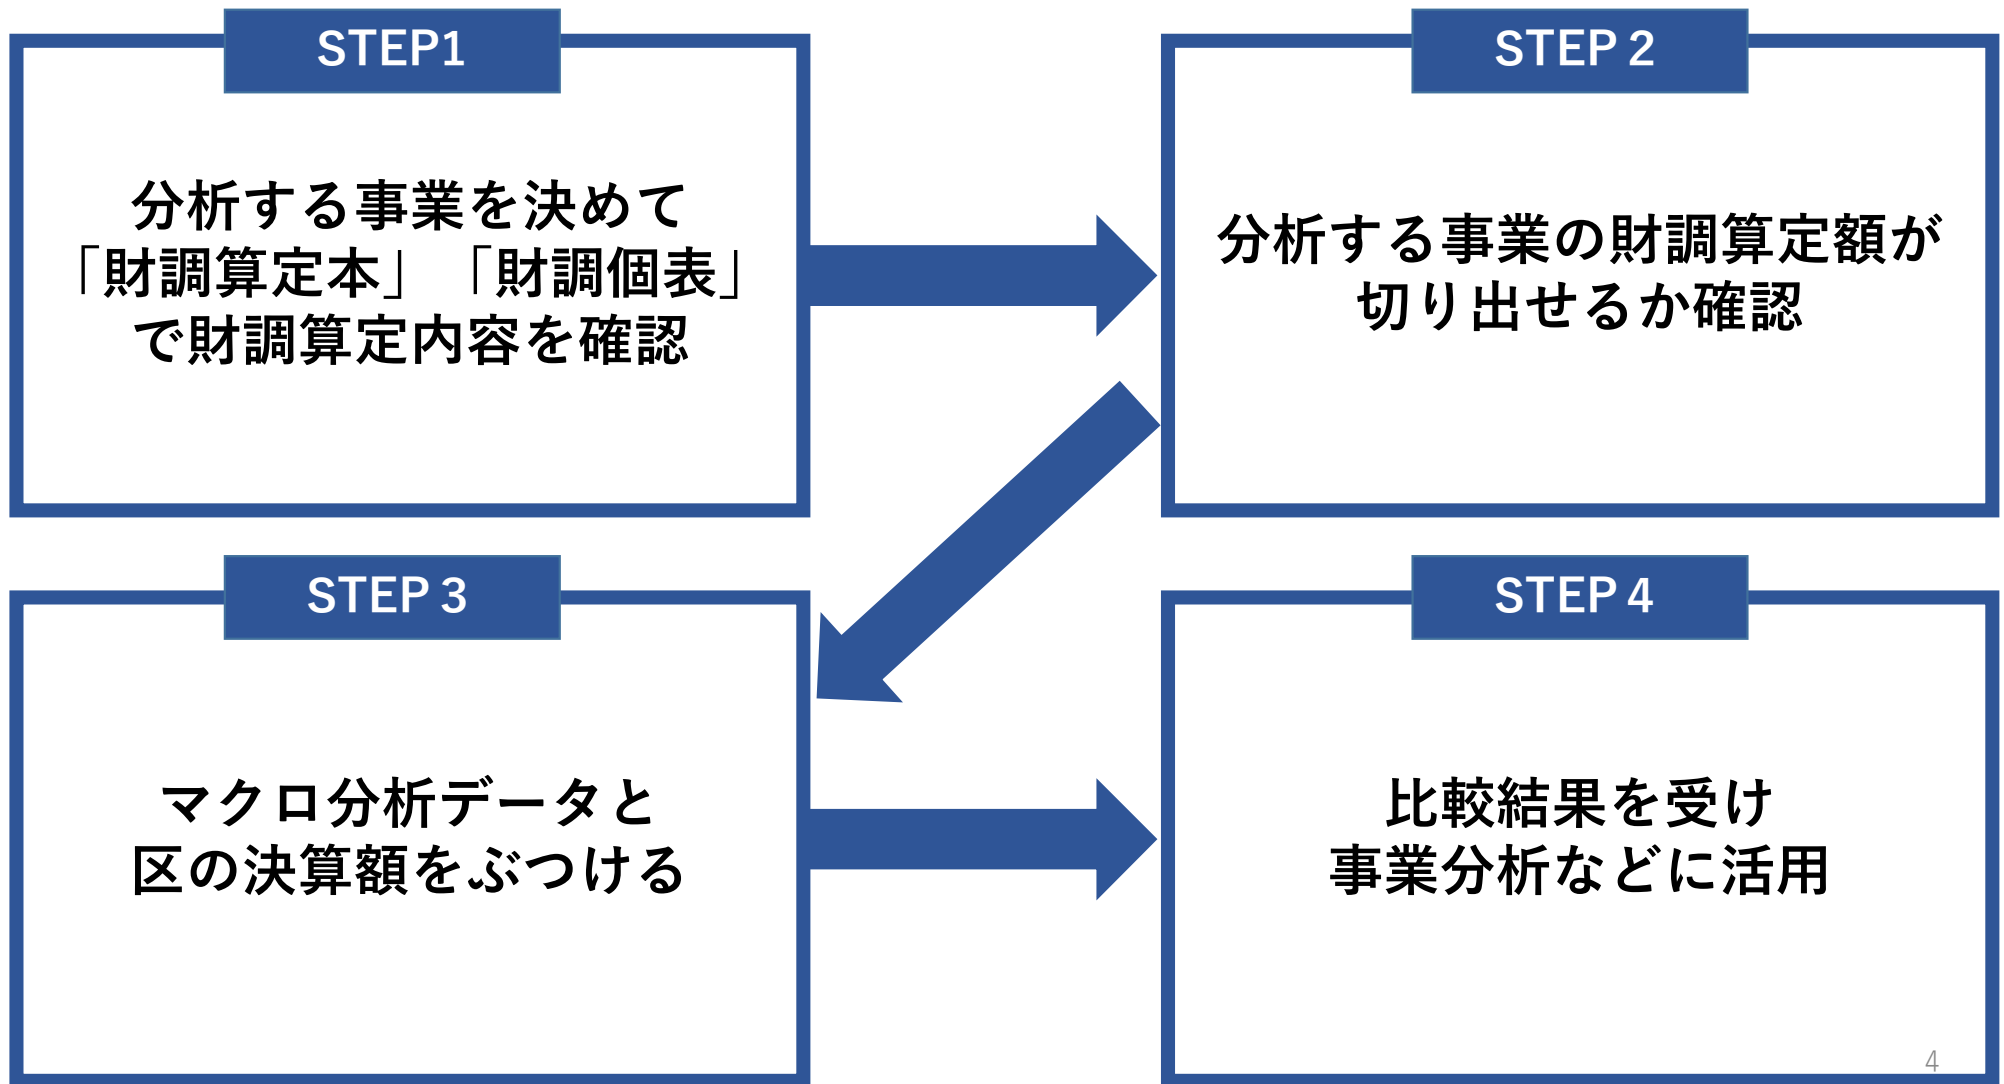 STEP1
分析する事業を決めて
「財調算定本」「財調個表」
で財調算定内容を確認
STEP 2
分析する事業の財調算定額が
切り出せるか確認
STEP 3
マクロ分析データと
区の決算額をぶつける
STEP 4
比較結果を受け
事業分析などに活用
4